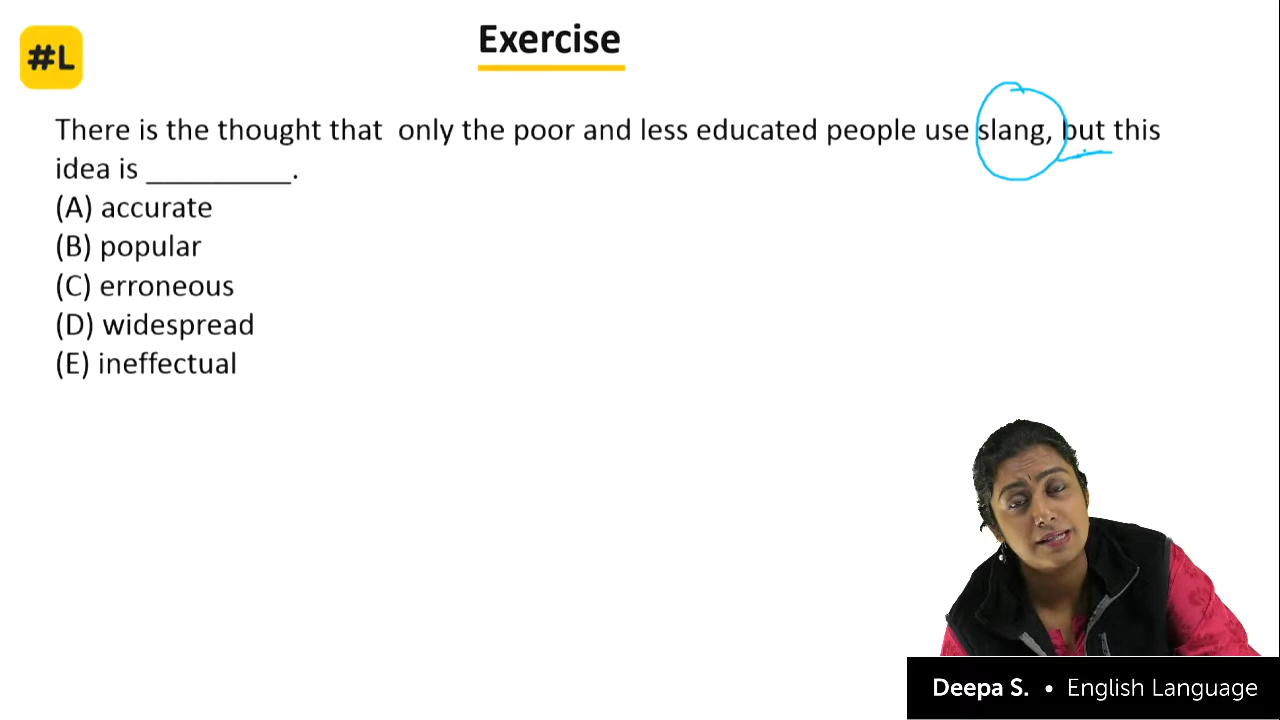 #L
Exercise
There is the thought that only the poor and less educated people use slang, but this
idea is __________.
(A) accurate
(B) popular
(C) erroneous
(D) widespread
(E) ineffectual
Deepa S. • English Language